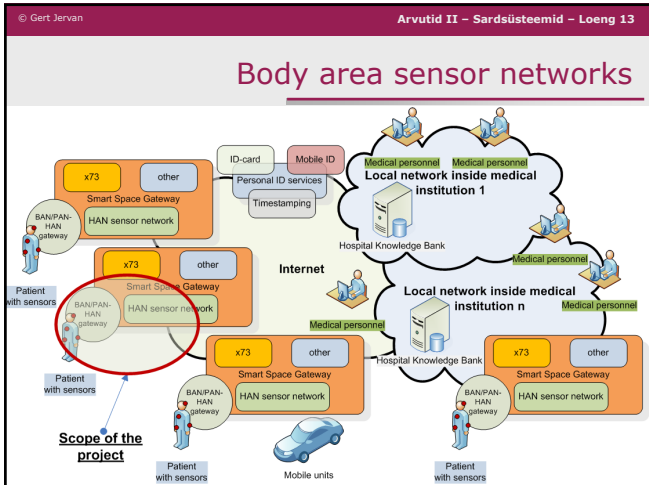 © Gert Jervan
Arvutid II – Sardsüsteemid – Loeng 13
Body area sensor networks
ID-card
Mobile ID
Personal ID services
Timestamping
Medical personnel
Medical personnel
Local network inside medical
institution 1
Hospital Knowledge Bank
Medical personnel
x73
other
Smart Space Gateway
HAN sensor network
BAN/PAN-
HAN
gateway
Patient
with sensors
x73
other
Smart Space Gateway
HAN sensor network
BAN/PAN-
HAN
gateway
Patient
with sensors
Internet
Medical personnel
Local network inside medical
institution n
Hospital Knowledge Bank
Medical personnel
x73
other
Smart Space Gateway
HAN sensor network
BAN/PAN-
HAN
gateway
Patient
with sensors
Mobile units
x73
other
Smart Space Gateway
HAN sensor network
BAN/PAN-
HAN
gateway
Patient
with sensors
Scope of the
project